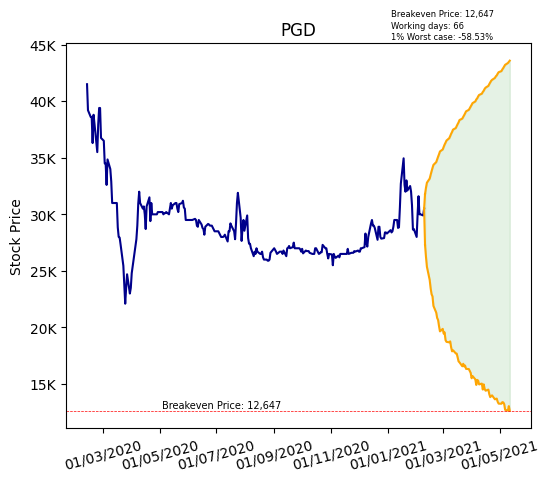 Breakeven Price: 12,647
Working days: 66
1% Worst case: -58.53%
PGD
45K
40K
35K
30K
25K
20K
15K
Stock Price
Breakeven Price: 12,647
01/03/2020
01/05/2020
01/07/2020
01/09/2020
01/11/2020
01/01/2021
01/03/2021
01/05/2021